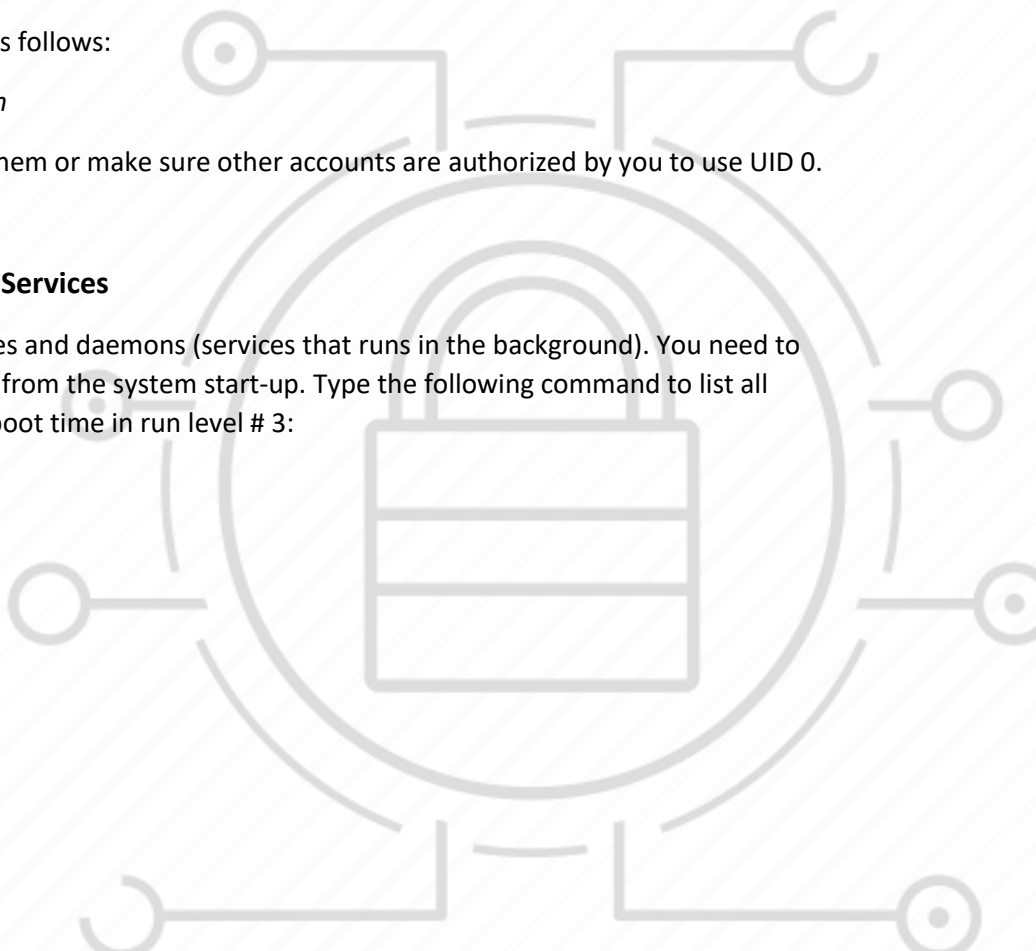 s follows:
hem or make sure other accounts are authorized by you to use UID 0.
Services
es and daemons (services that runs in the background). You need to
from the system start-up. Type the following command to list all
boot time in run level # 3: